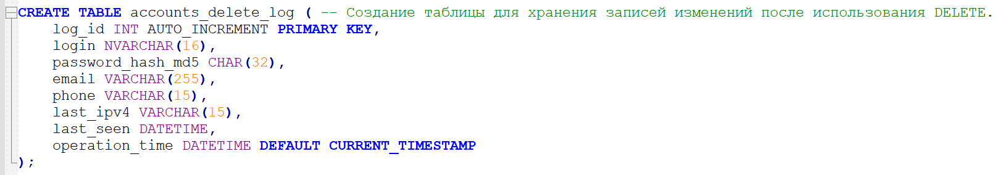 CREATE TABLE accounts_delete_log ( -- Создание таблицы для хранения записей изменений после использования DELETE.
log_id INT AUTO_INCREMENT PRIMARY KEY,
login NVARCHAR(16),
password_hash_md5 CHAR(32),
email VARCHAR(255),
phone VARCHAR(15),
last_ipv4 VARCHAR(15),
last_seen DATETIME,
operation_time DATETIME DEFAULT CURRENT_TIMESTAMP
);